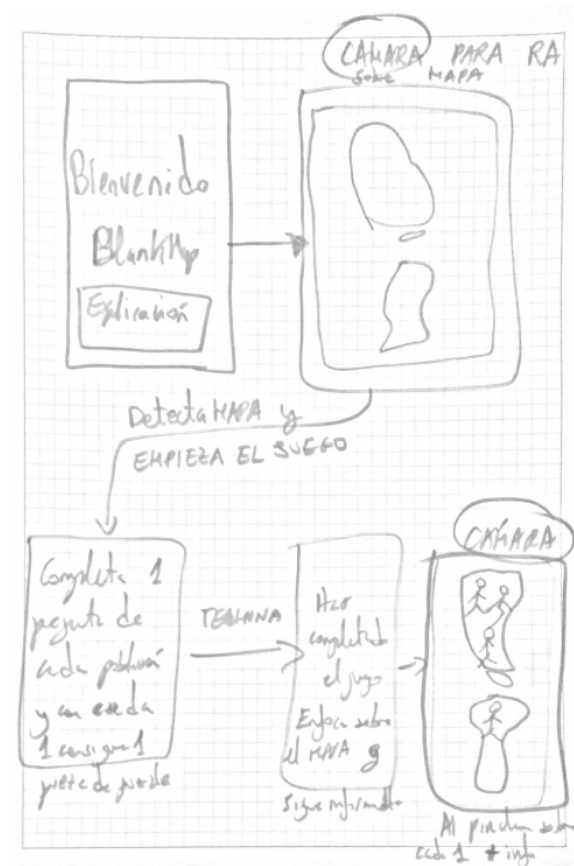 CÁMARA PARA RA
sobre MAPA
Bienvenido
BlankMap
Explicación
Detecta MAPA y
EMPIEZA EL JUEGO
Completa 1
pregunta de
cada población
y con cada
1 consigue 1
pieza de puzzle
TERMINA
Has
completado
el juego
Enfoca sobre
el MAPA y
Sigue informando
CÁMARA
Al pinchar sobre
cada 1 + info